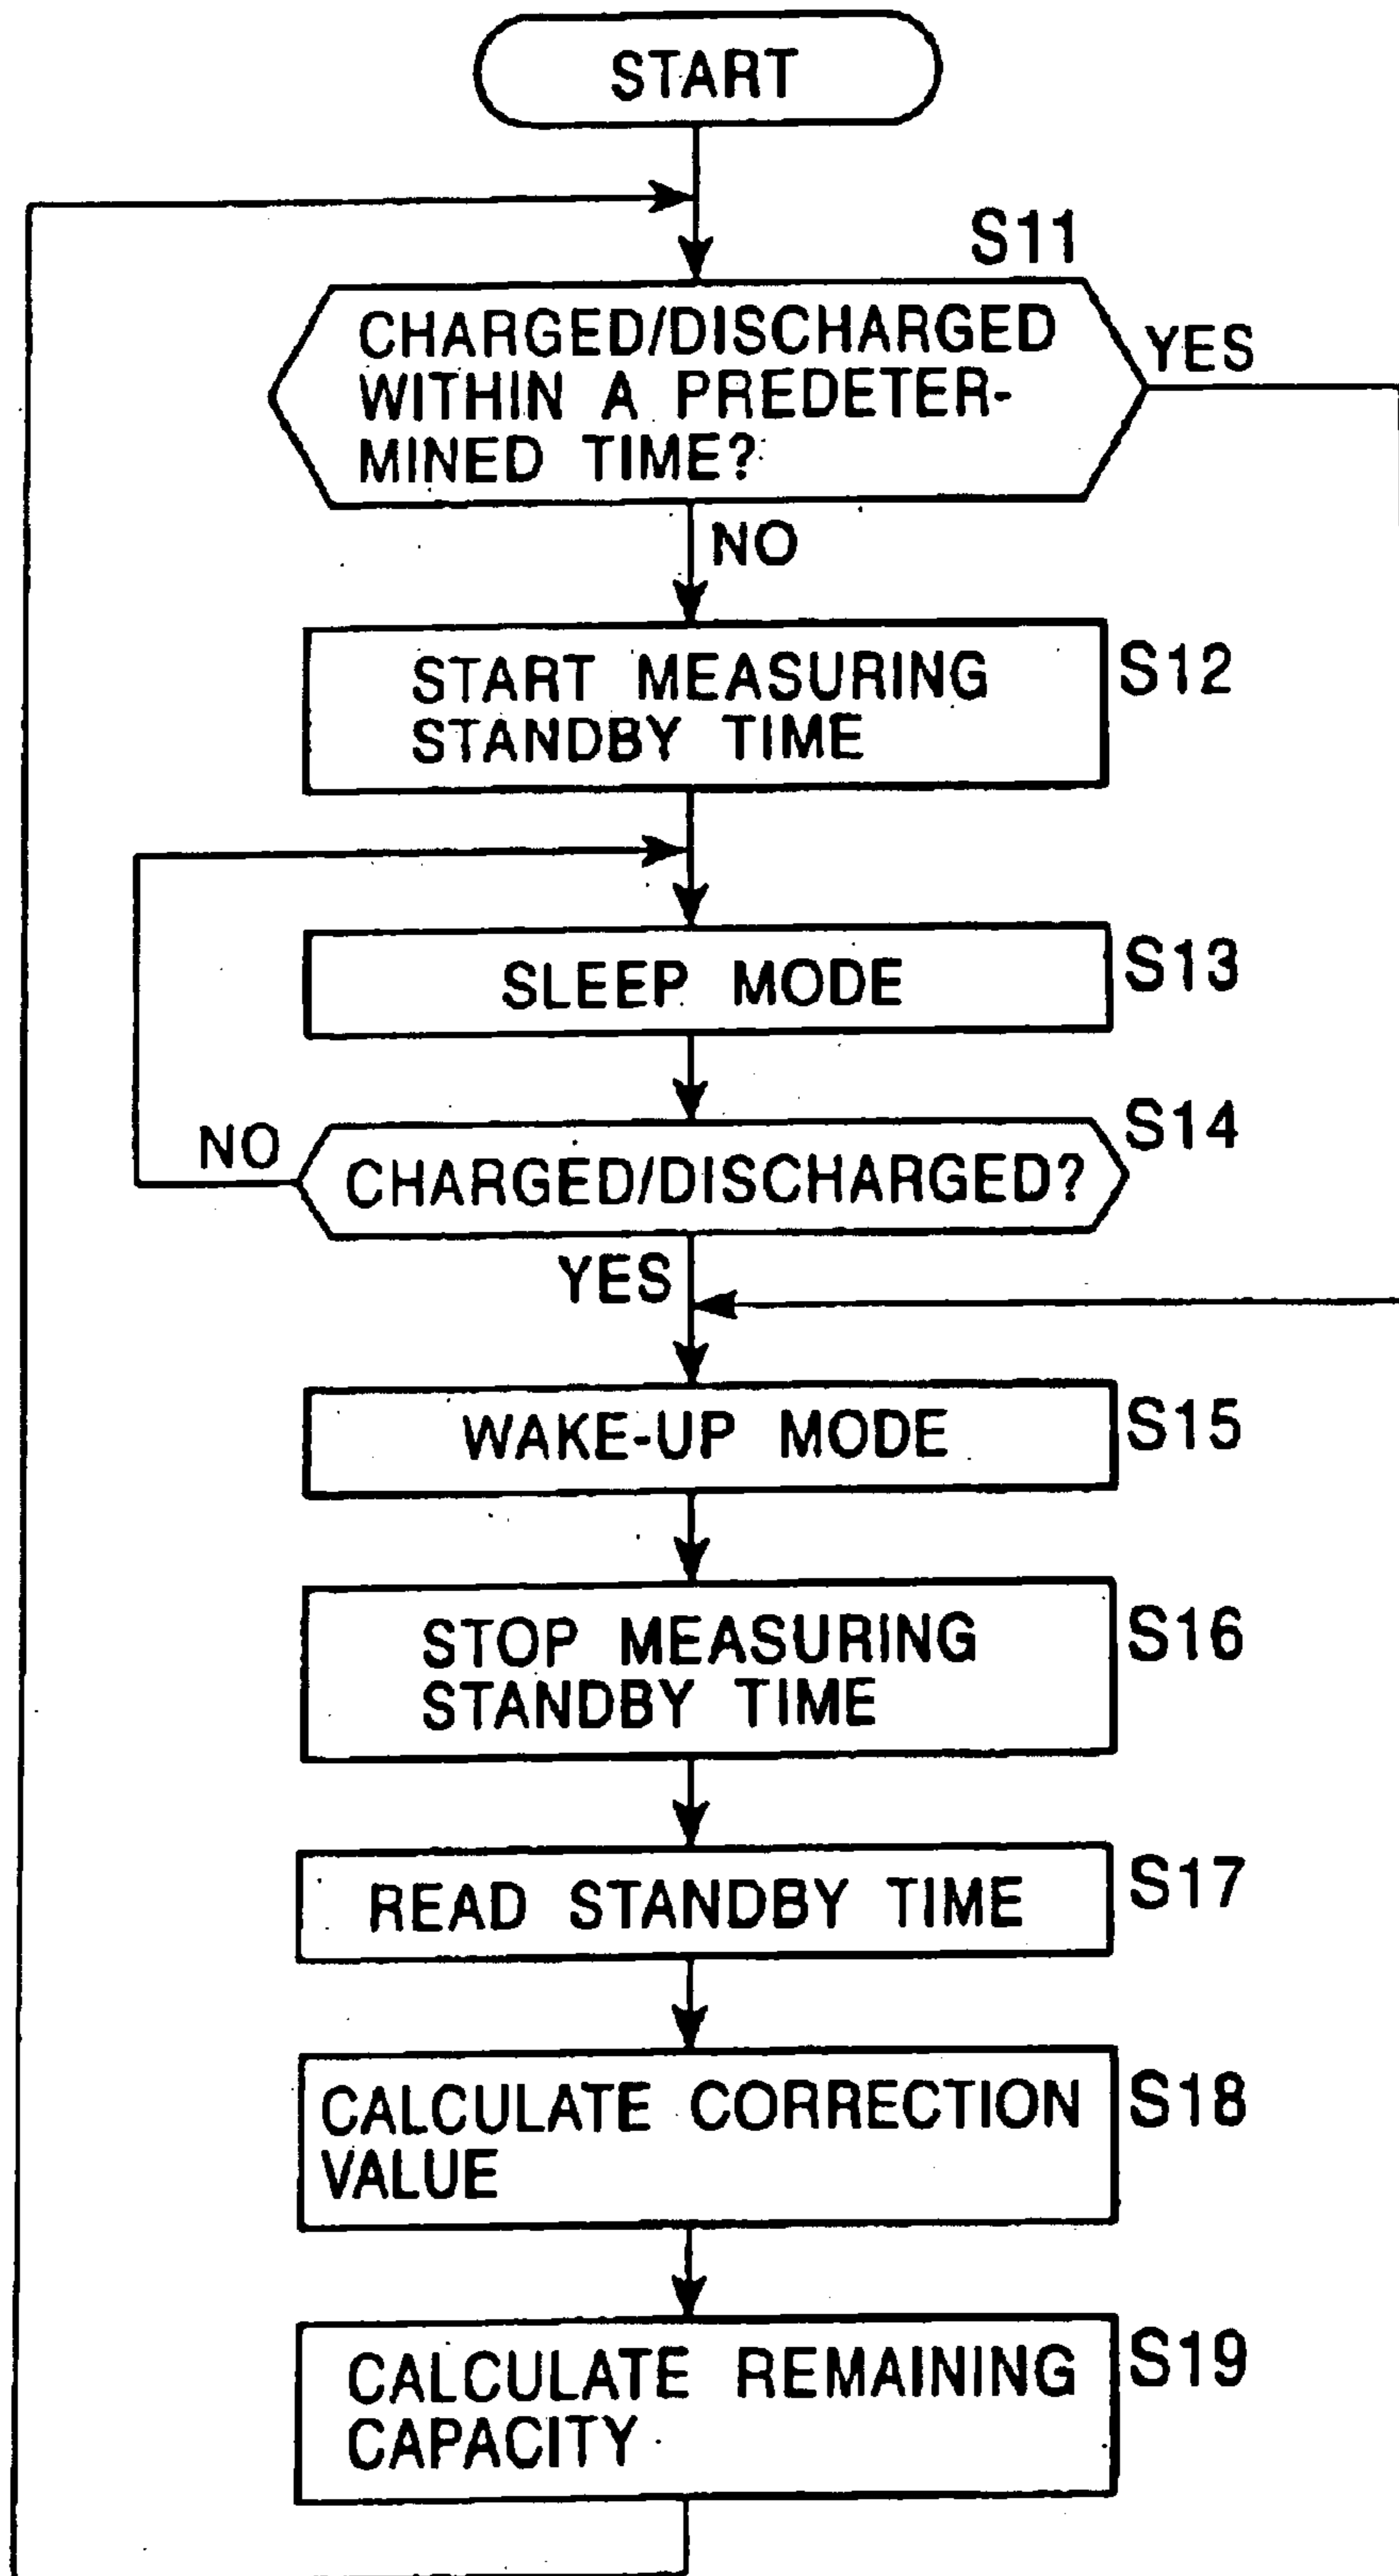 START
S11
CHARGED/DISCHARGED
WITHIN A PREDETER-
MINED TIME?
YES
NO
START MEASURING
STANDBY TIME
S12
SLEEP MODE
S13
S14
NO
CHARGED/DISCHARGED?
YES
WAKE-UP MODE
S15
STOP MEASURING
STANDBY TIME
S16
READ STANDBY TIME
S17
CALCULATE CORRECTION
VALUE
S18
CALCULATE REMAINING
CAPACITY
S19